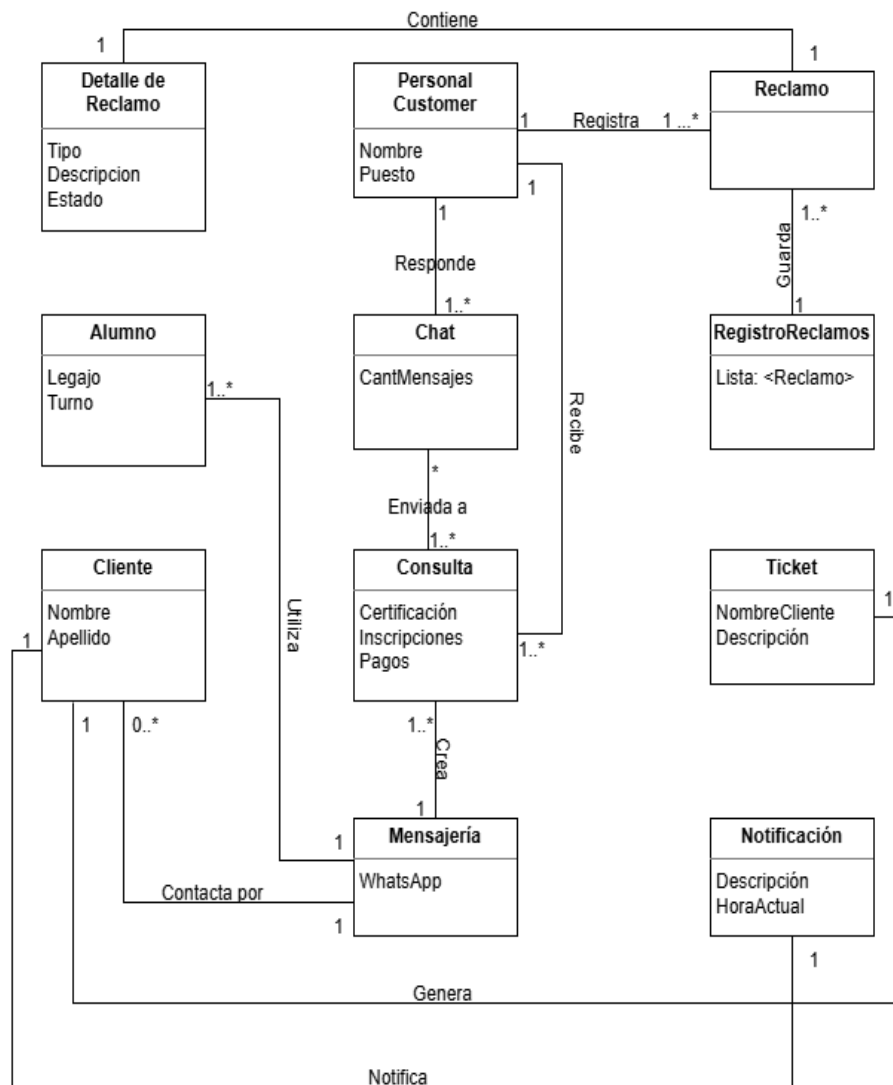 Contiene
1
1
Detalle de
Reclamo
Tipo
Descripcion
Estado
Personal
Customer
Nombre
Puesto
1
Registra
1 ...*
Reclamo
1
1
1..*
Guarda
Responde
1..*
1
Alumno
Legajo
Turno
1..*
Chat
CantMensajes
RegistroReclamos
Lista: <Reclamo>
Recibe
*
Enviada a
1..*
Cliente
Nombre
Apellido
1
Utiliza
Consulta
Certificación
Inscripciones
Pagos
1..*
Ticket
NombreCliente
Descripción
1
1
0..*
1..*
Crea
1
1
Mensajería
WhatsApp
Notificación
Descripción
HoraActual
Contacta por
1
1
Genera
Notifica